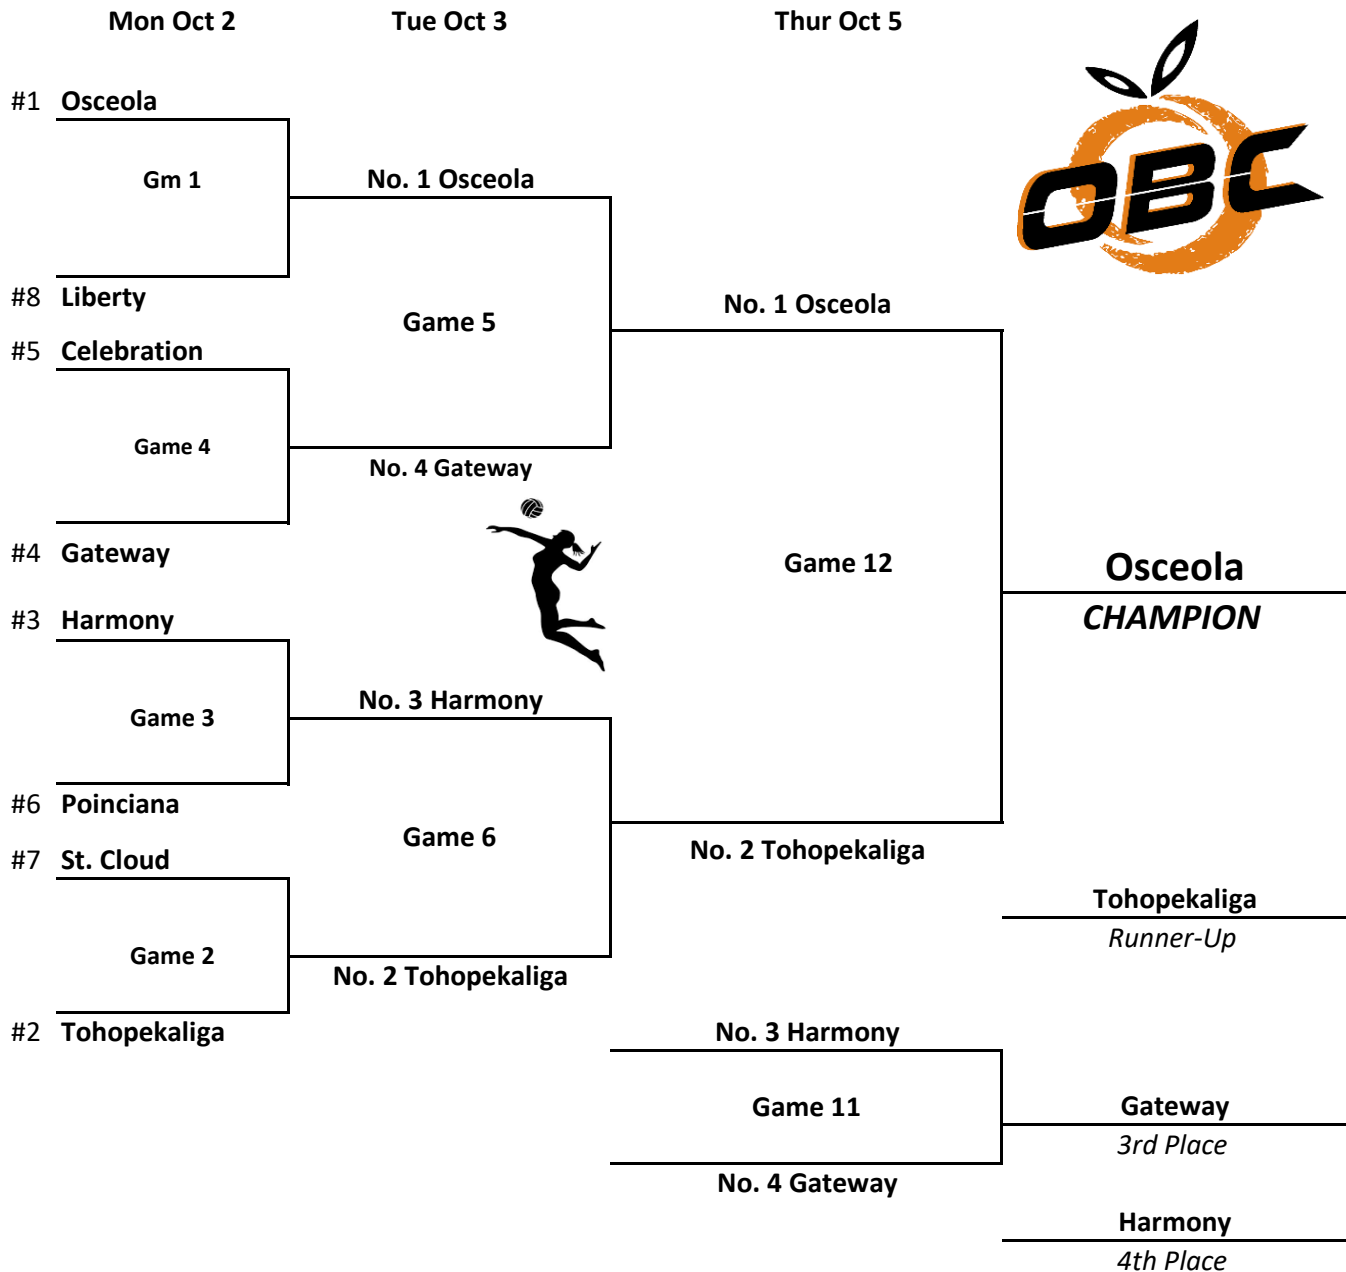 Mon Oct 2 Tue Oct 3 Thur Oct 5
OBC
#1 Osceola
Gm 1
No. 1 Osceola
#8 Liberty
No. 1 Osceola
Game 5
#5 Celebration
Game 4
No. 4 Gateway
#4 Gateway
Game 12
Osceola
CHAMPION
#3 Harmony
No. 3 Harmony
Game 3
#6 Poinciana
Game 6
No. 2 Tohopekaliga
#7 St. Cloud
Tohopekaliga
Runner-Up
Game 2
No. 2 Tohopekaliga
#2 Tohopekaliga
No. 3 Harmony
Game 11
Gateway
3rd Place
No. 4 Gateway
Harmony
4th Place